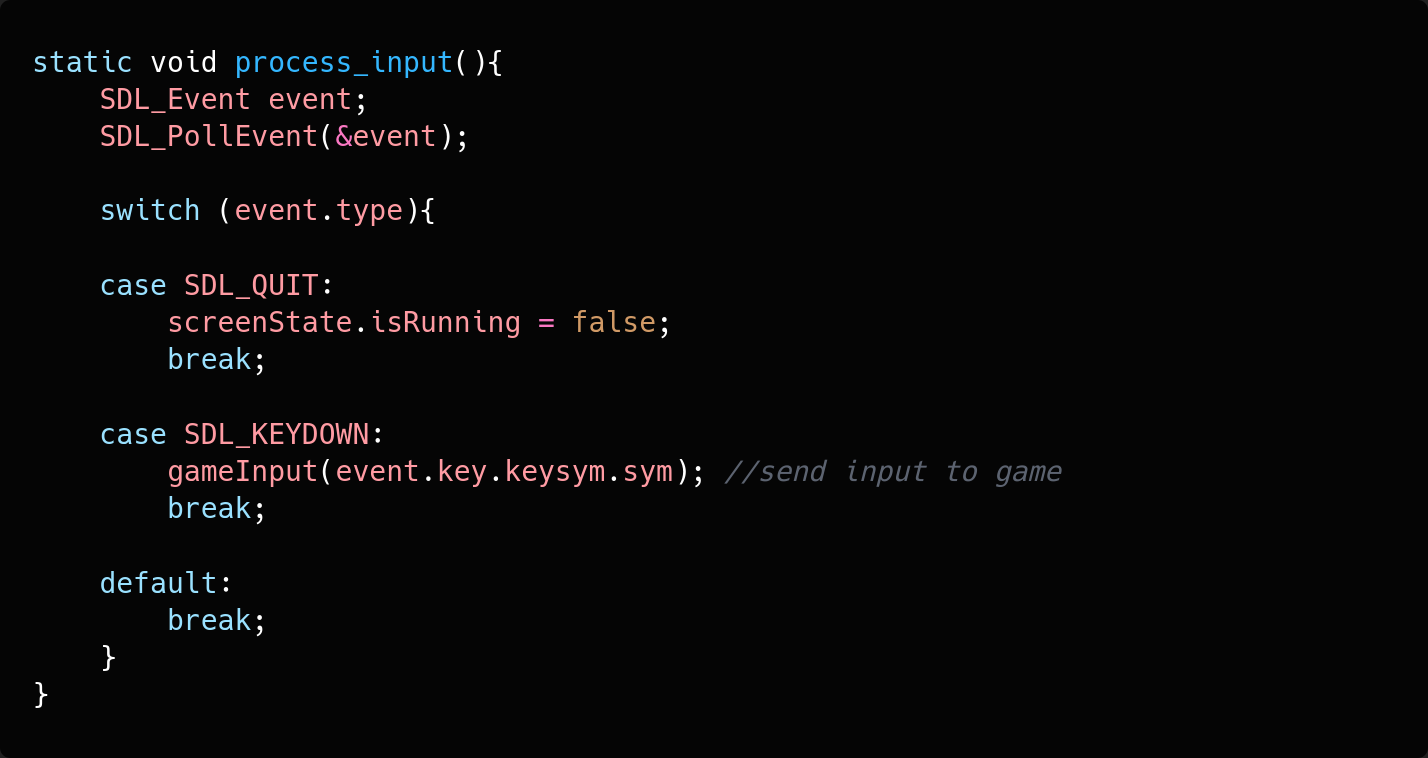 static void process_input(){
    SDL_Event event;
    SDL_PollEvent(&event);

    switch (event.type){

    case SDL_QUIT:
        screenState.isRunning = false;
        break;

    case SDL_KEYDOWN:
        gameInput(event.key.keysym.sym); //send input to game
        break;

    default:
        break;
    }
}